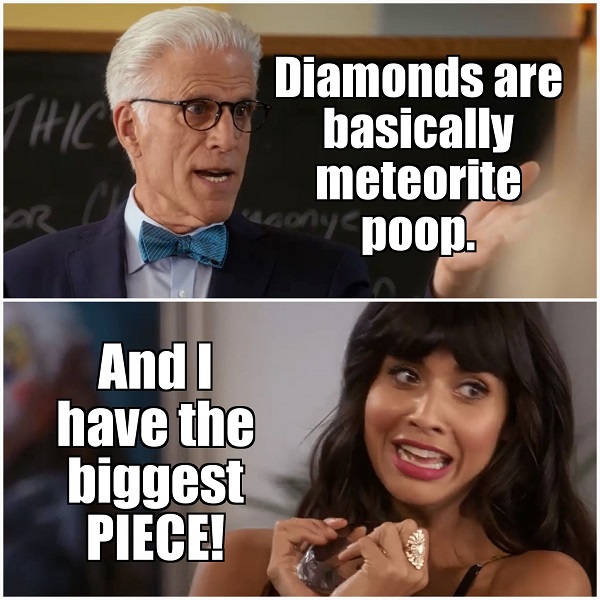 Diamonds are
basically
meteorite
poop.
And I
have the
biggest
PIECE!